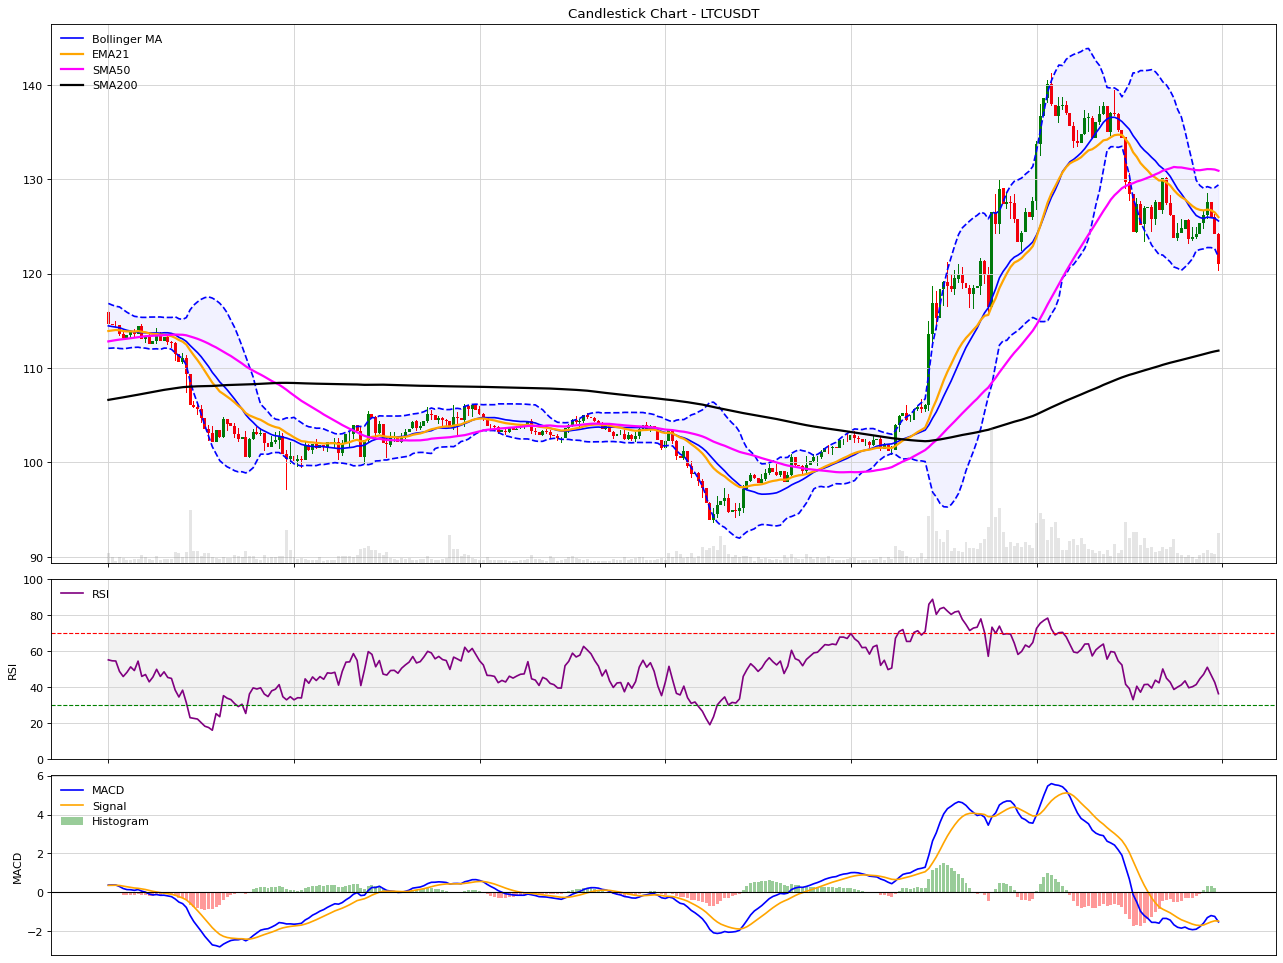 Candlestick Chart - LTCUSDT
Bollinger MA
EMA21
SMA50
SMA200
140
130
120
110
100
90
RSI
100
80
60
40
20
0
RSI
MACD
Signal
Histogram
6
4
2
0
−2
MACD